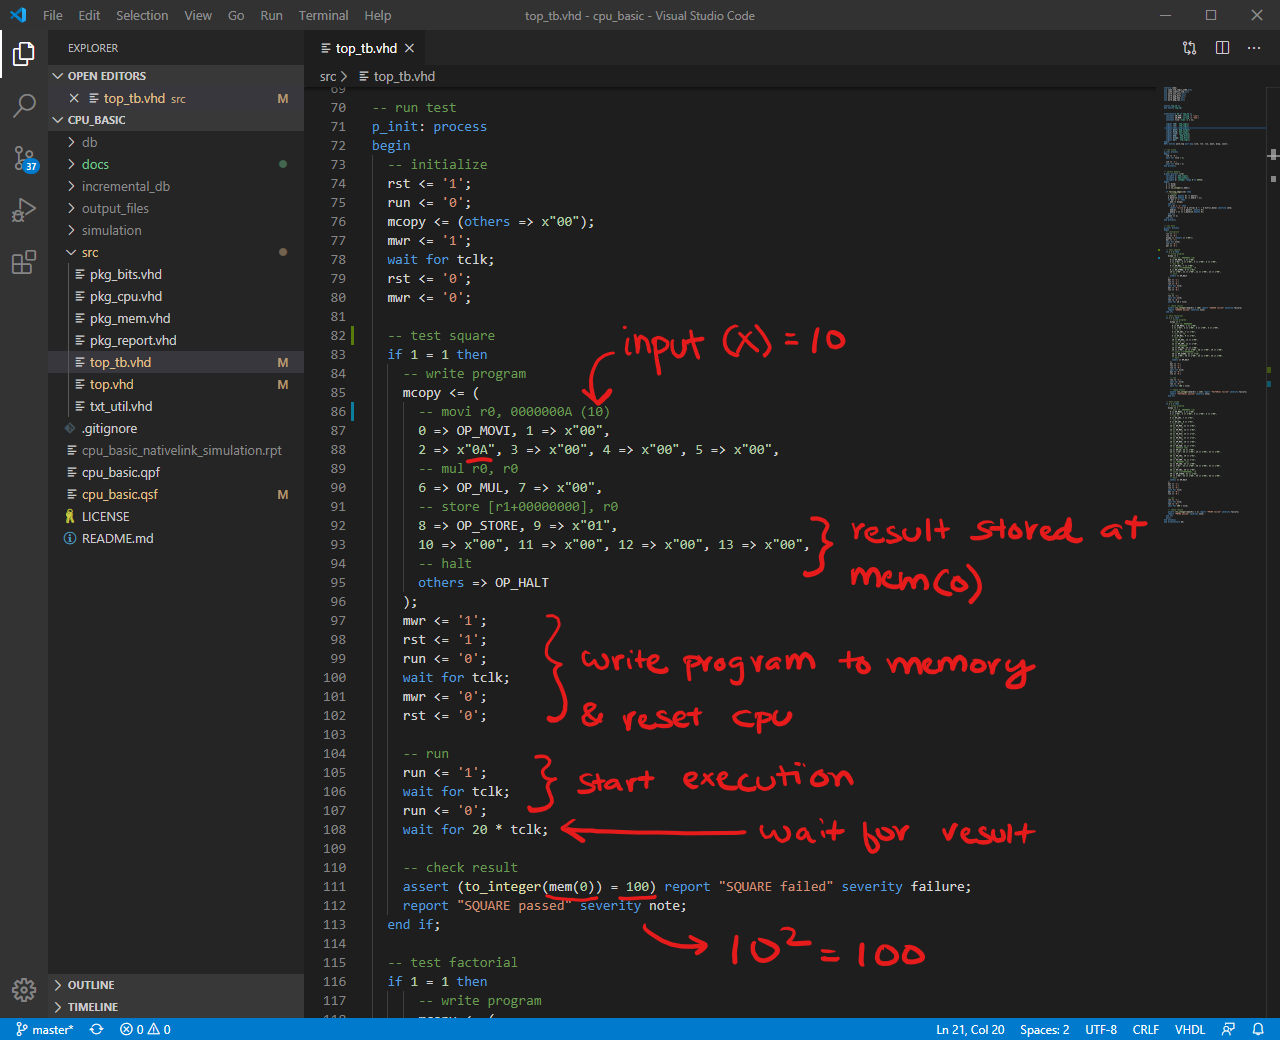 File Edit Selection View Go Run Terminal Help top_tb.vhd - cpu_basic - Visual Studio Code
EXPLORER
OPEN EDITORS
top_tb.vhd src M
CPU_BASIC
db
docs
incremental_db
output_files
simulation
src
pkg_bits.vhd
pkg_cpu.vhd
pkg_mem.vhd
pkg_report.vhd
top_tb.vhd M
top.vhd M
txt_util.vhd
.gitignore
cpu_basic_nativelink_simulation.rpt
cpu_basic.qpf
cpu_basic.qsf M
LICENSE
README.md
OUTLINE
TIMELINE
37
top_tb.vhd
src > top_tb.vhd
69
70 -- run test
71 p_init: process
72 begin
73 -- initialize
74 rst <= '1';
75 run <= '0';
76 mcopy <= (others => x"00");
77 mwr <= '1';
78 wait for tclk;
79 rst <= '0';
80 mwr <= '0';
81
82 -- test square
input (x) = 10
83 if 1 = 1 then
84 -- write program
85 mcopy <= (
86 -- movi r0, 0000000A (10)
87 0 => OP_MOVI, 1 => x"00",
88 2 => x"0A", 3 => x"00", 4 => x"00", 5 => x"00",
89 -- mul r0, r0
90 6 => OP_MUL, 7 => x"00",
91 -- store [r1+00000000], r0
92 8 => OP_STORE, 9 => x"01",
93 10 => x"00", 11 => x"00", 12 => x"00", 13 => x"00",
result stored at
mem(0)
94 -- halt
95 others => OP_HALT
96 );
97 mwr <= '1';
98 rst <= '1';
99 run <= '0';
100 wait for tclk;
101 mwr <= '0';
102 rst <= '0';
write program to memory
& reset cpu
103
104 -- run
105 run <= '1';
106 wait for tclk;
107 run <= '0';
start execution
108 wait for 20 * tclk;
wait for result
109
110 -- check result
111 assert (to_integer(mem(0)) = 100) report "SQUARE failed" severity failure;
112 report "SQUARE passed" severity note;
113 end if;
10² = 100
114
115 -- test factorial
116 if 1 = 1 then
117 -- write program
master* 0 0 Ln 21, Col 20 Spaces: 2 UTF-8 CRLF VHDL